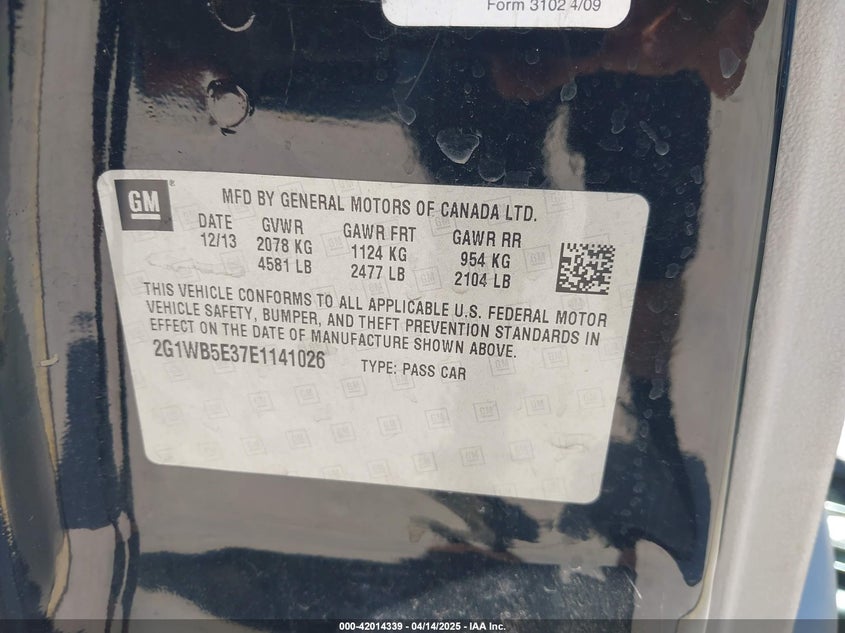 Form 3102 4/09
GM
MFD BY GENERAL MOTORS OF CANADA LTD.
DATE GVWR GAWR FRT GAWR RR
12/13 2078 KG 1124 KG 954 KG
4581 LB 2477 LB 2104 LB
THIS VEHICLE CONFORMS TO ALL APPLICABLE U.S. FEDERAL MOTOR
VEHICLE SAFETY, BUMPER, AND THEFT PREVENTION STANDARDS IN
EFFECT ON THE DATE OF MANUFACTURE SHOWN ABOVE.
2G1WB5E37E1141026 TYPE: PASS CAR
000-42014339 - 04/14/2025 - IAA Inc.